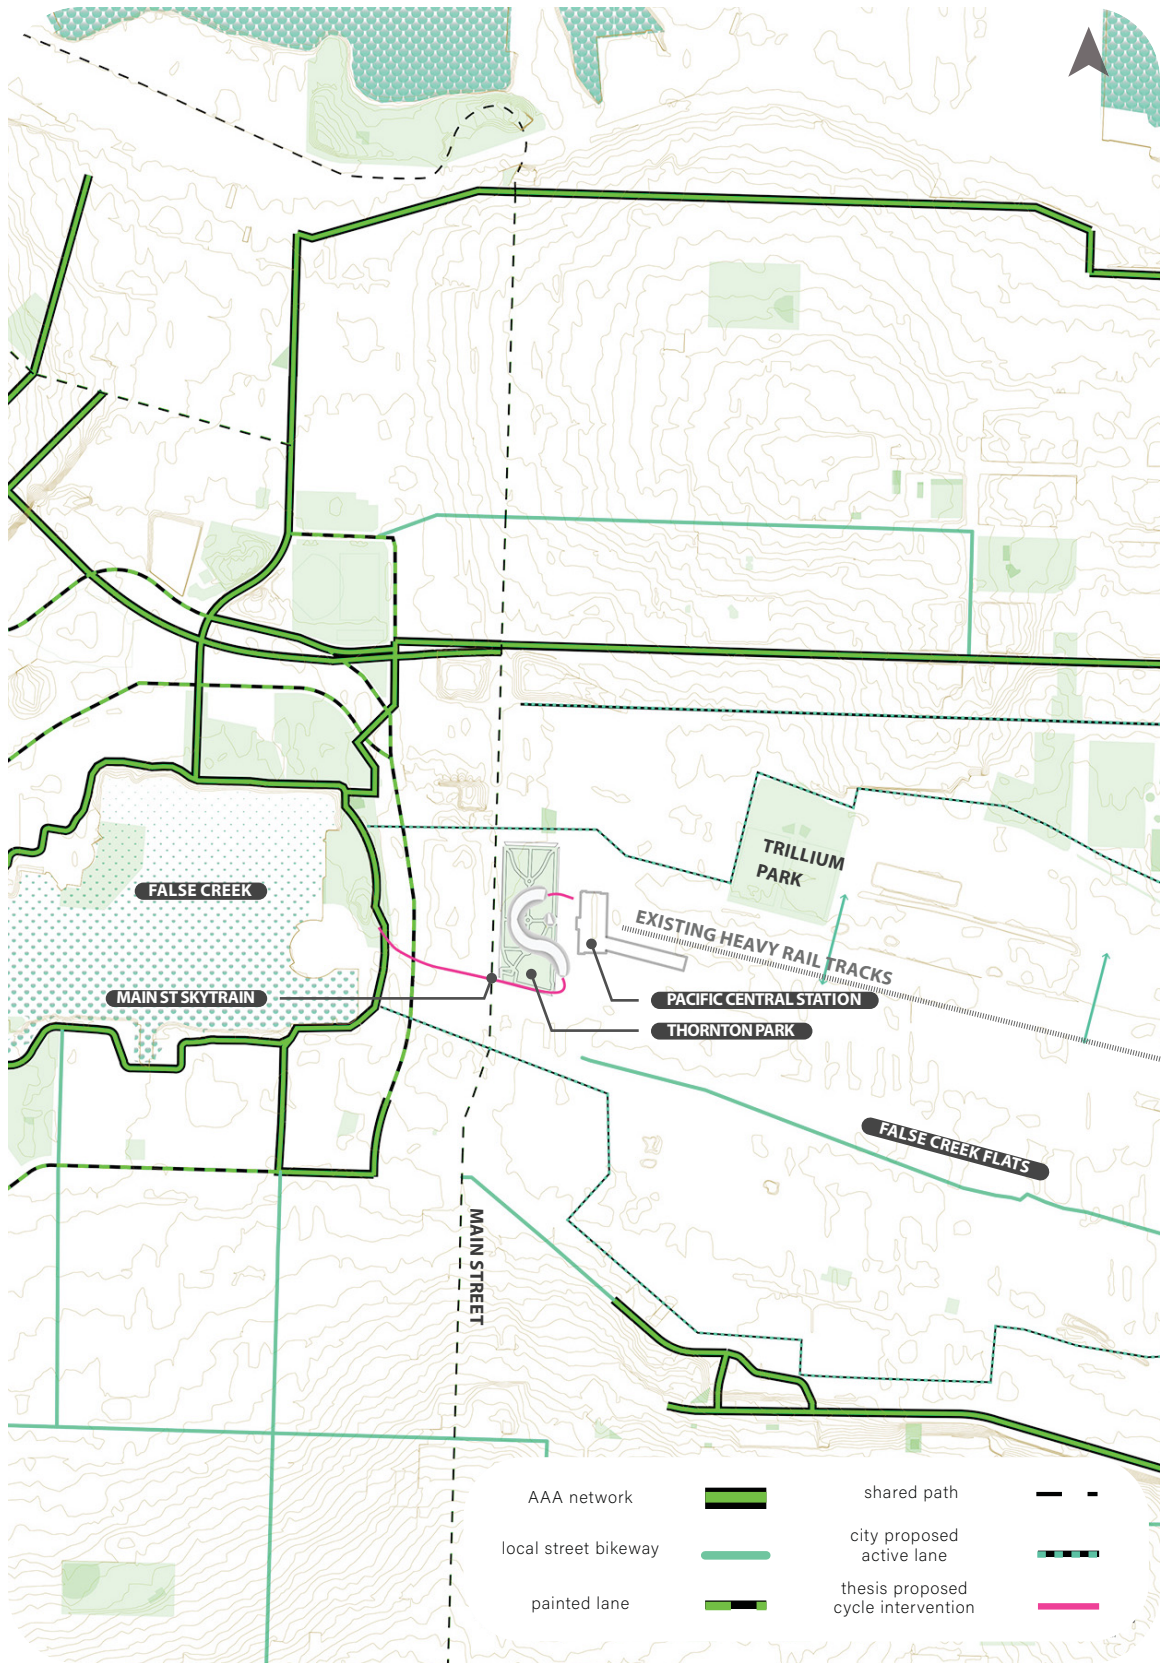 TRILLIUM
PARK
FALSE CREEK
EXISTING HEAVY RAIL TRACKS
MAIN ST SKYTRAIN
PACIFIC CENTRAL STATION
THORNTON PARK
FALSE CREEK FLATS
MAIN STREET
AAA network
shared path
local street bikeway
city proposed
active lane
painted lane
thesis proposed
cycle intervention